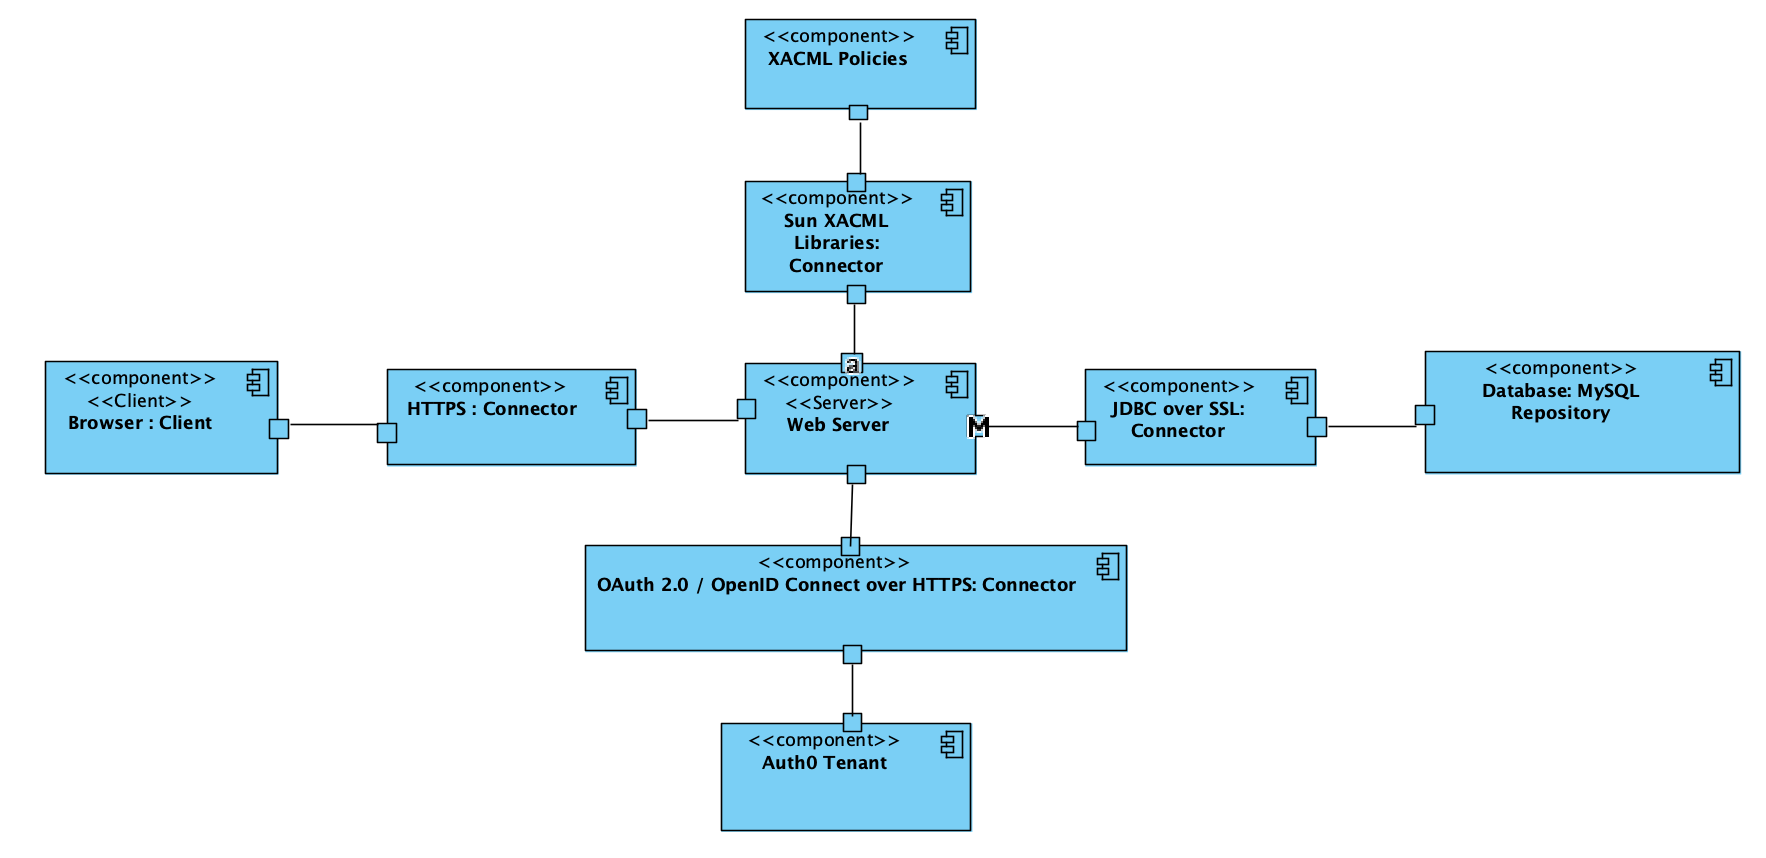 <<component>>
XACML Policies
<<component>>
Sun XACML
Libraries:
Connector
<<component>>
<<Client>>
Browser : Client
<<component>>
HTTPS : Connector
a
<<component>>
<<Server>>
Web Server
M
<<component>>
JDBC over SSL:
Connector
<<component>>
Database: MySQL
Repository
<<component>>
OAuth 2.0 / OpenID Connect over HTTPS: Connector
<<component>>
Auth0 Tenant